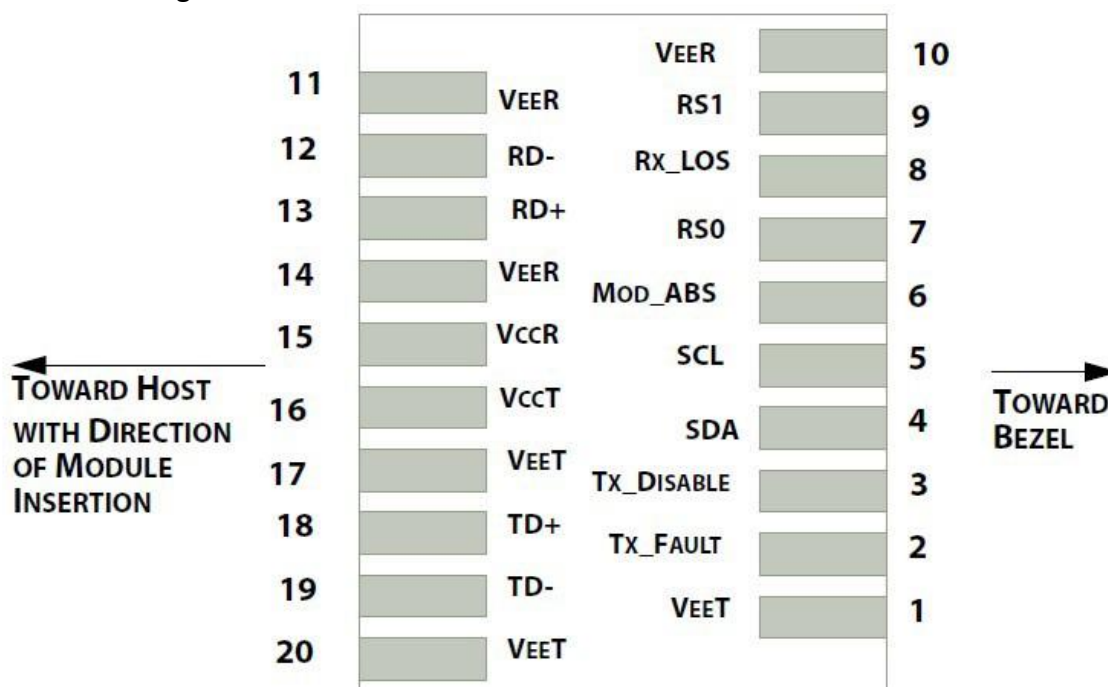 VEER 10
11 VEER
RS1 9
12 RD-
RX_LOS 8
13 RD+
RS0 7
14 VEER
MOD_ABS 6
15 VCCR
SCL 5
TOWARD HOST
WITH DIRECTION
OF MODULE
INSERTION
16 VCCT
SDA 4
TOWARD
BEZEL
17 VEET
TX_DISABLE 3
18 TD+
TX_FAULT 2
19 TD-
VEET 1
20 VEET